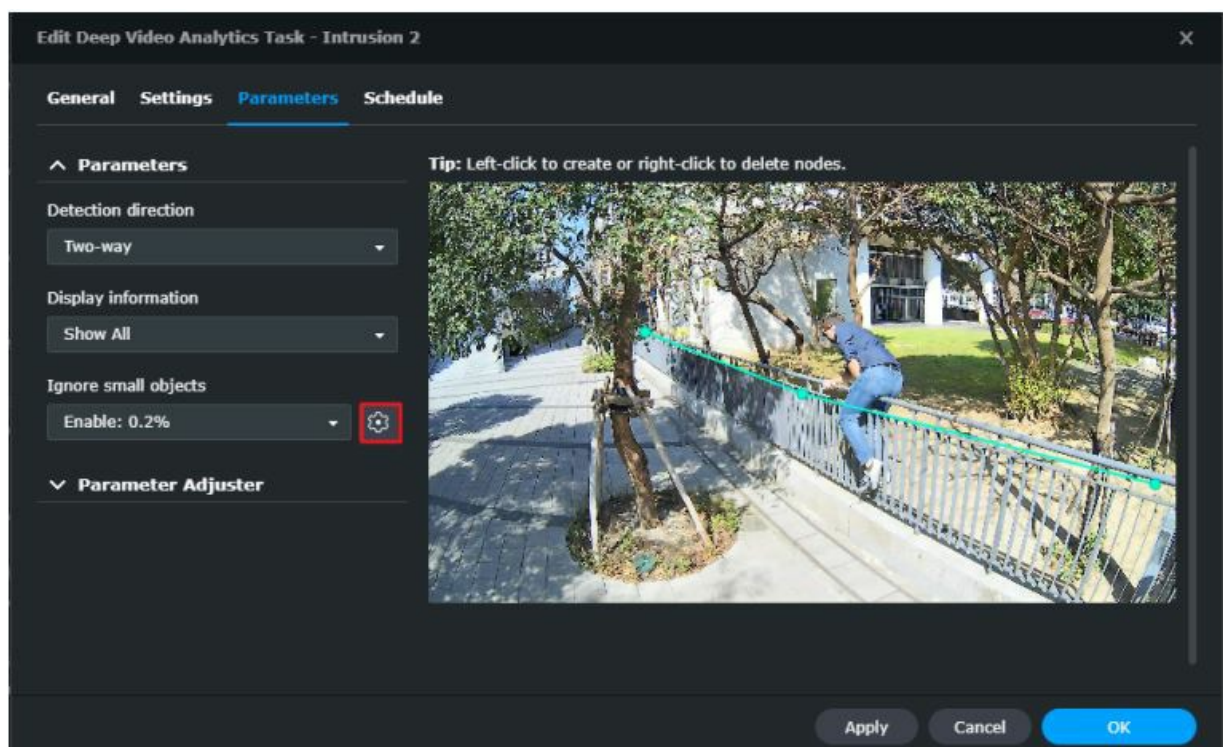 Edit Deep Video Analytics Task - Intrusion 2
General Settings Parameters Schedule
Parameters
Tip: Left-click to create or right-click to delete nodes.
Detection direction
Two-way
Display information
Show All
Ignore small objects
Enable: 0.2%
Parameter Adjuster
Apply Cancel OK